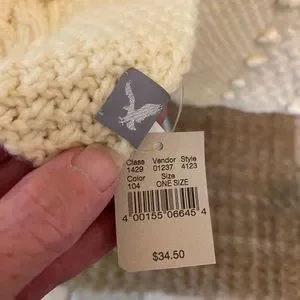 Class Vendor Style
1429 01237 4123
Color Size
104 ONE SIZE
4 00155 06645 4
$34.50